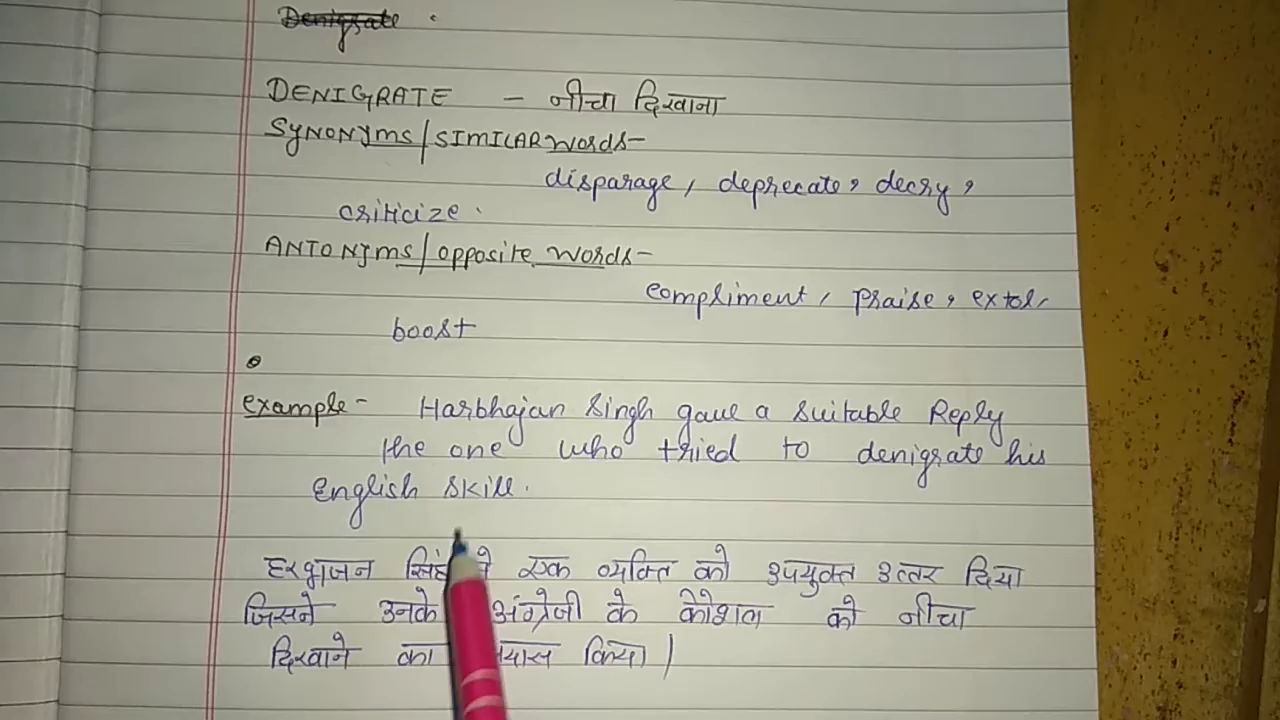 Denigrate
DENIGRATE - नीचा दिखाना
SYNONYMS/SIMILAR words-
disparage, deprecate, decry,
criticize.
ANTONYMS/opposite words-
compliment, praise, extol,
boost
example- Harbhajan Singh gave a suitable Reply
the one who tried to denigrate his
English skill.
हरभजन सिंह ने एक व्यक्ति को उपयुक्त उत्तर दिया
जिसने उनके अंग्रेजी के कौशल को नीचा
दिखाने का किया|